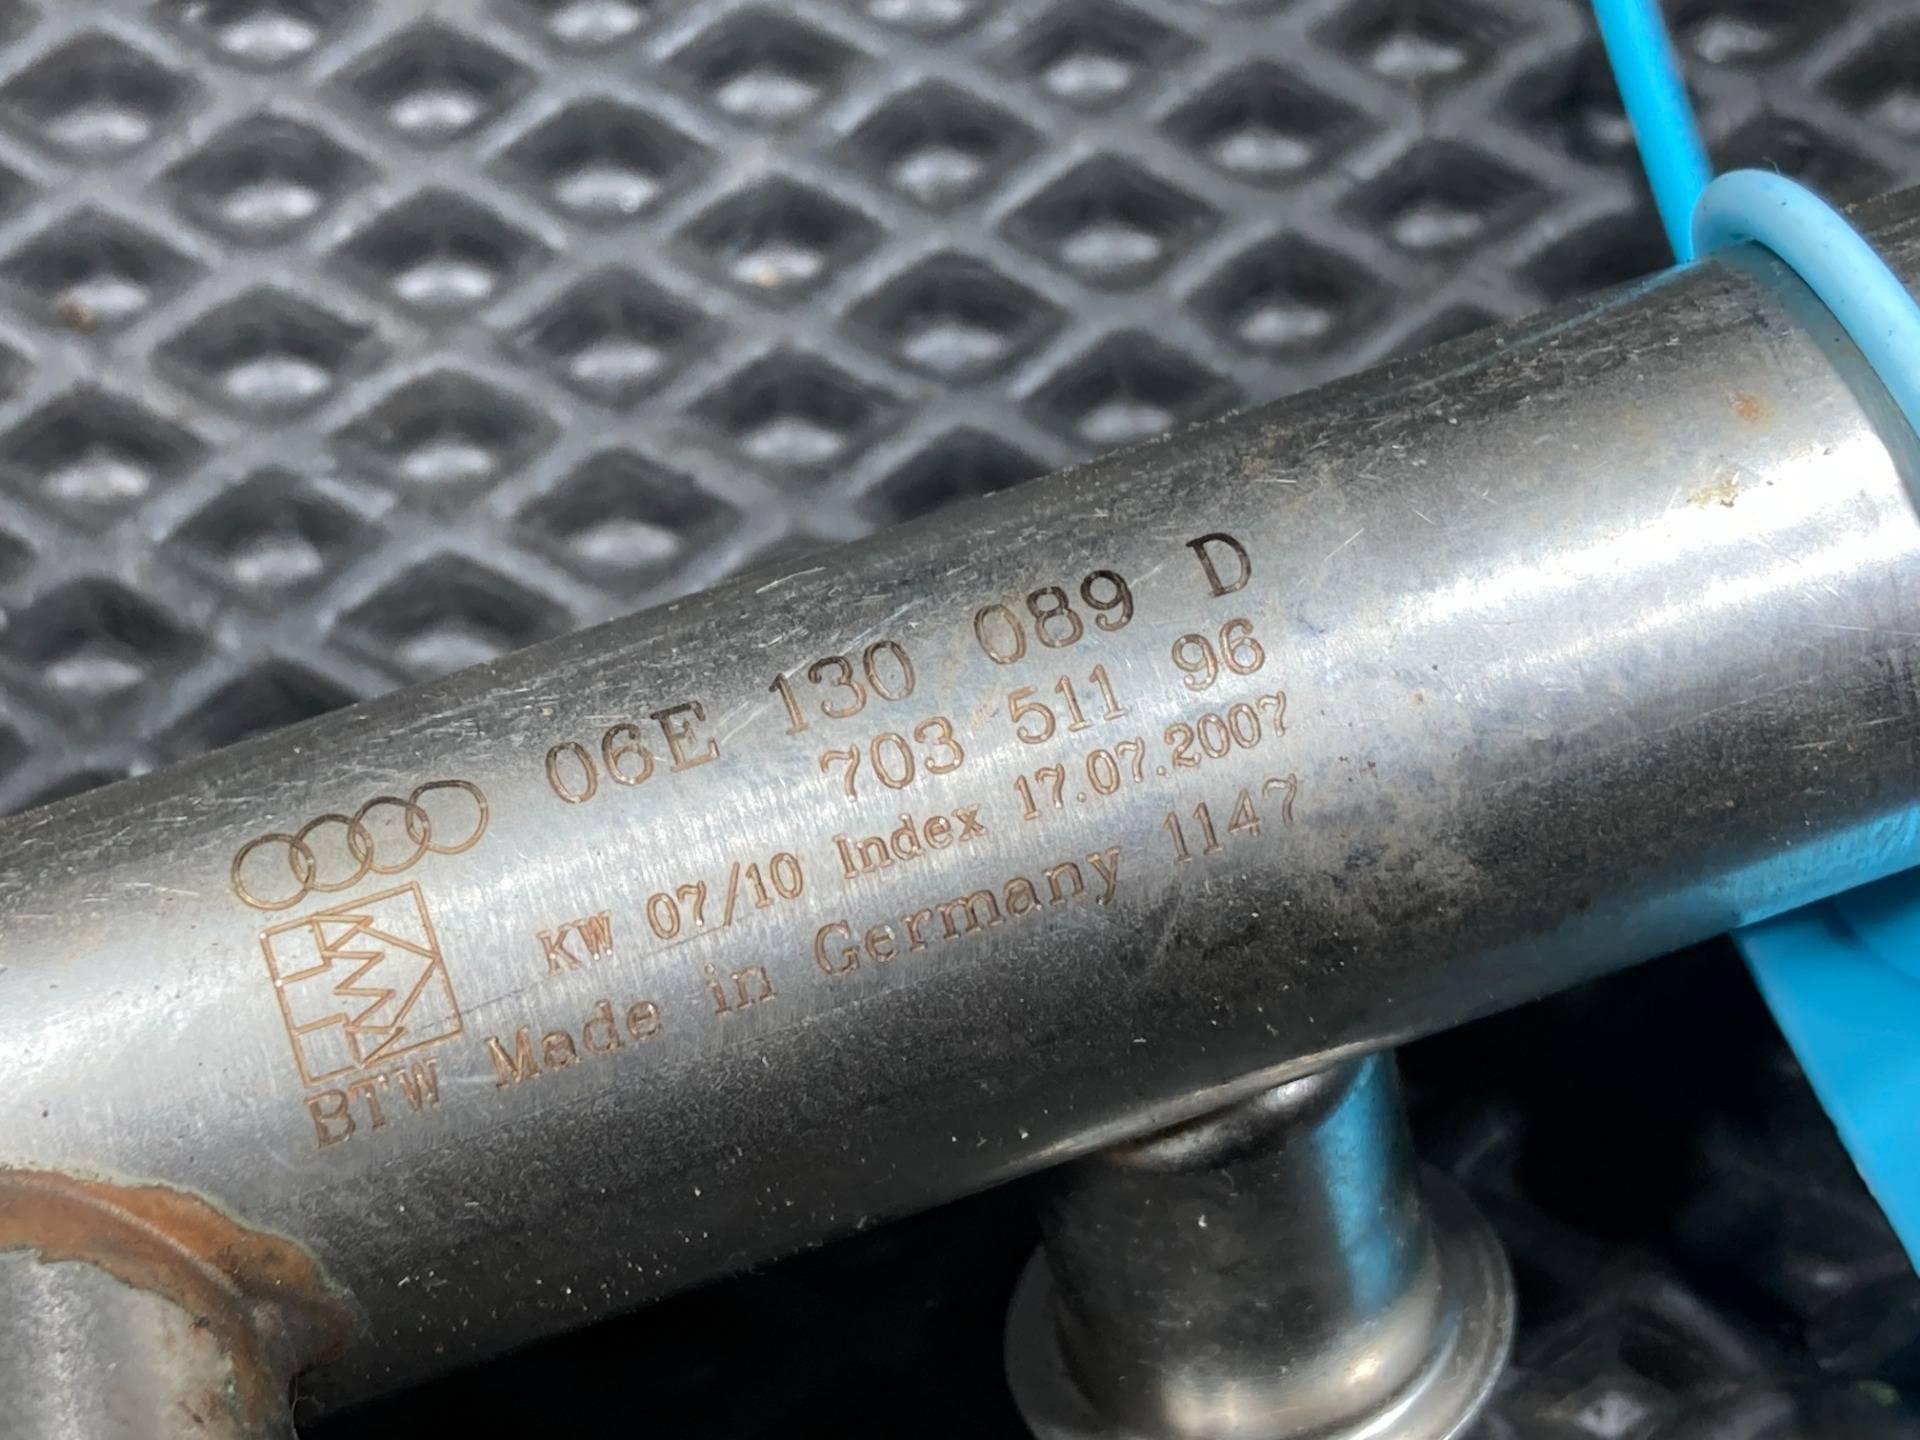 06E 130 089 D
703 511 96
KW 07/10 Index 17.07.2007
BTW Made in Germany 1147